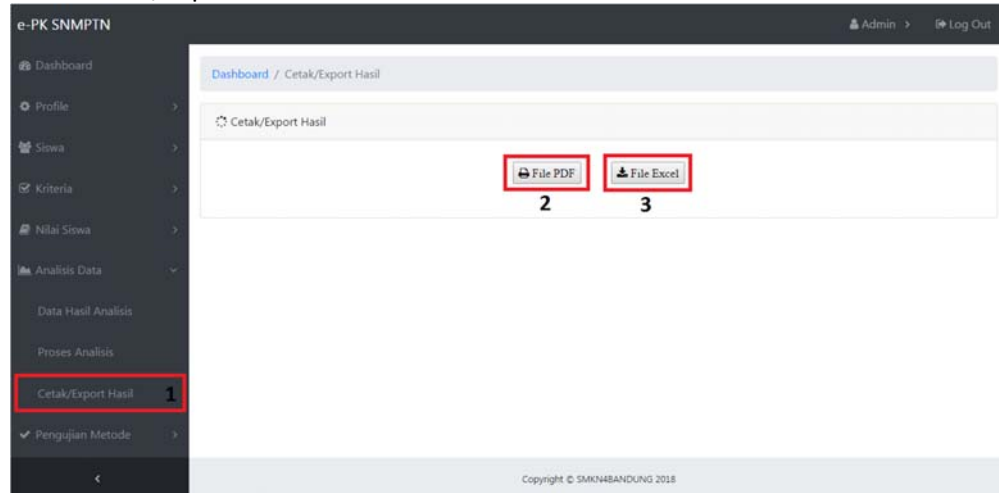 e-PK SNMPTN
Admin
Log Out
Dashboard
Profile
Siswa
Kriteria
Nilai Siswa
Analisis Data
Data Hasil Analisis
Proses Analisis
Cetak/Export Hasil 1
Pengujian Metode
Dashboard / Cetak/Export Hasil
Cetak/Export Hasil
File PDF File Excel
2 3
Copyright © SMKN4BANDUNG 2018